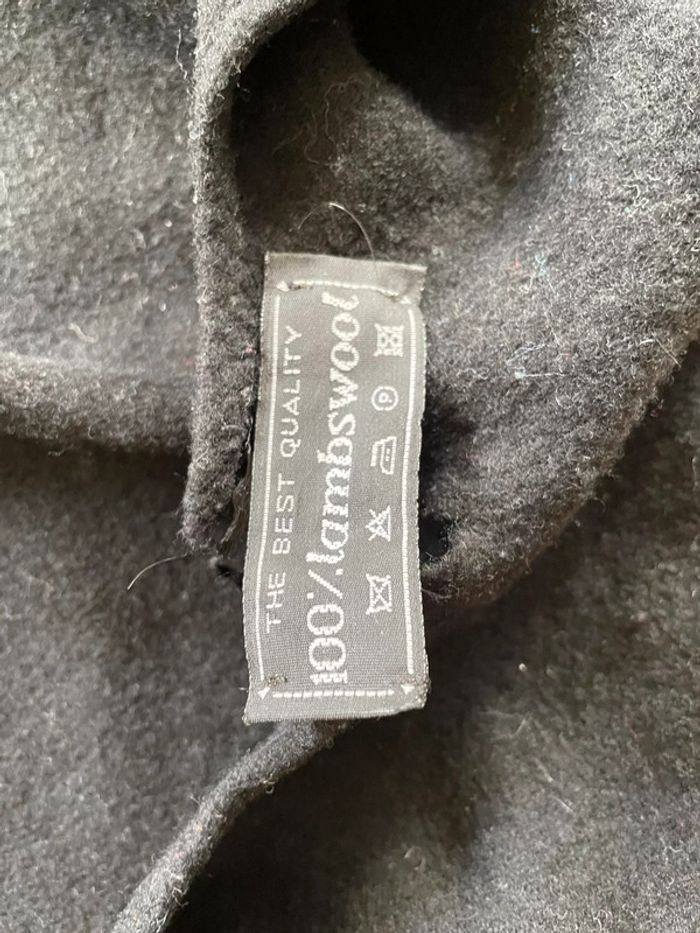 THE BEST QUALITY
100% lambswool
P